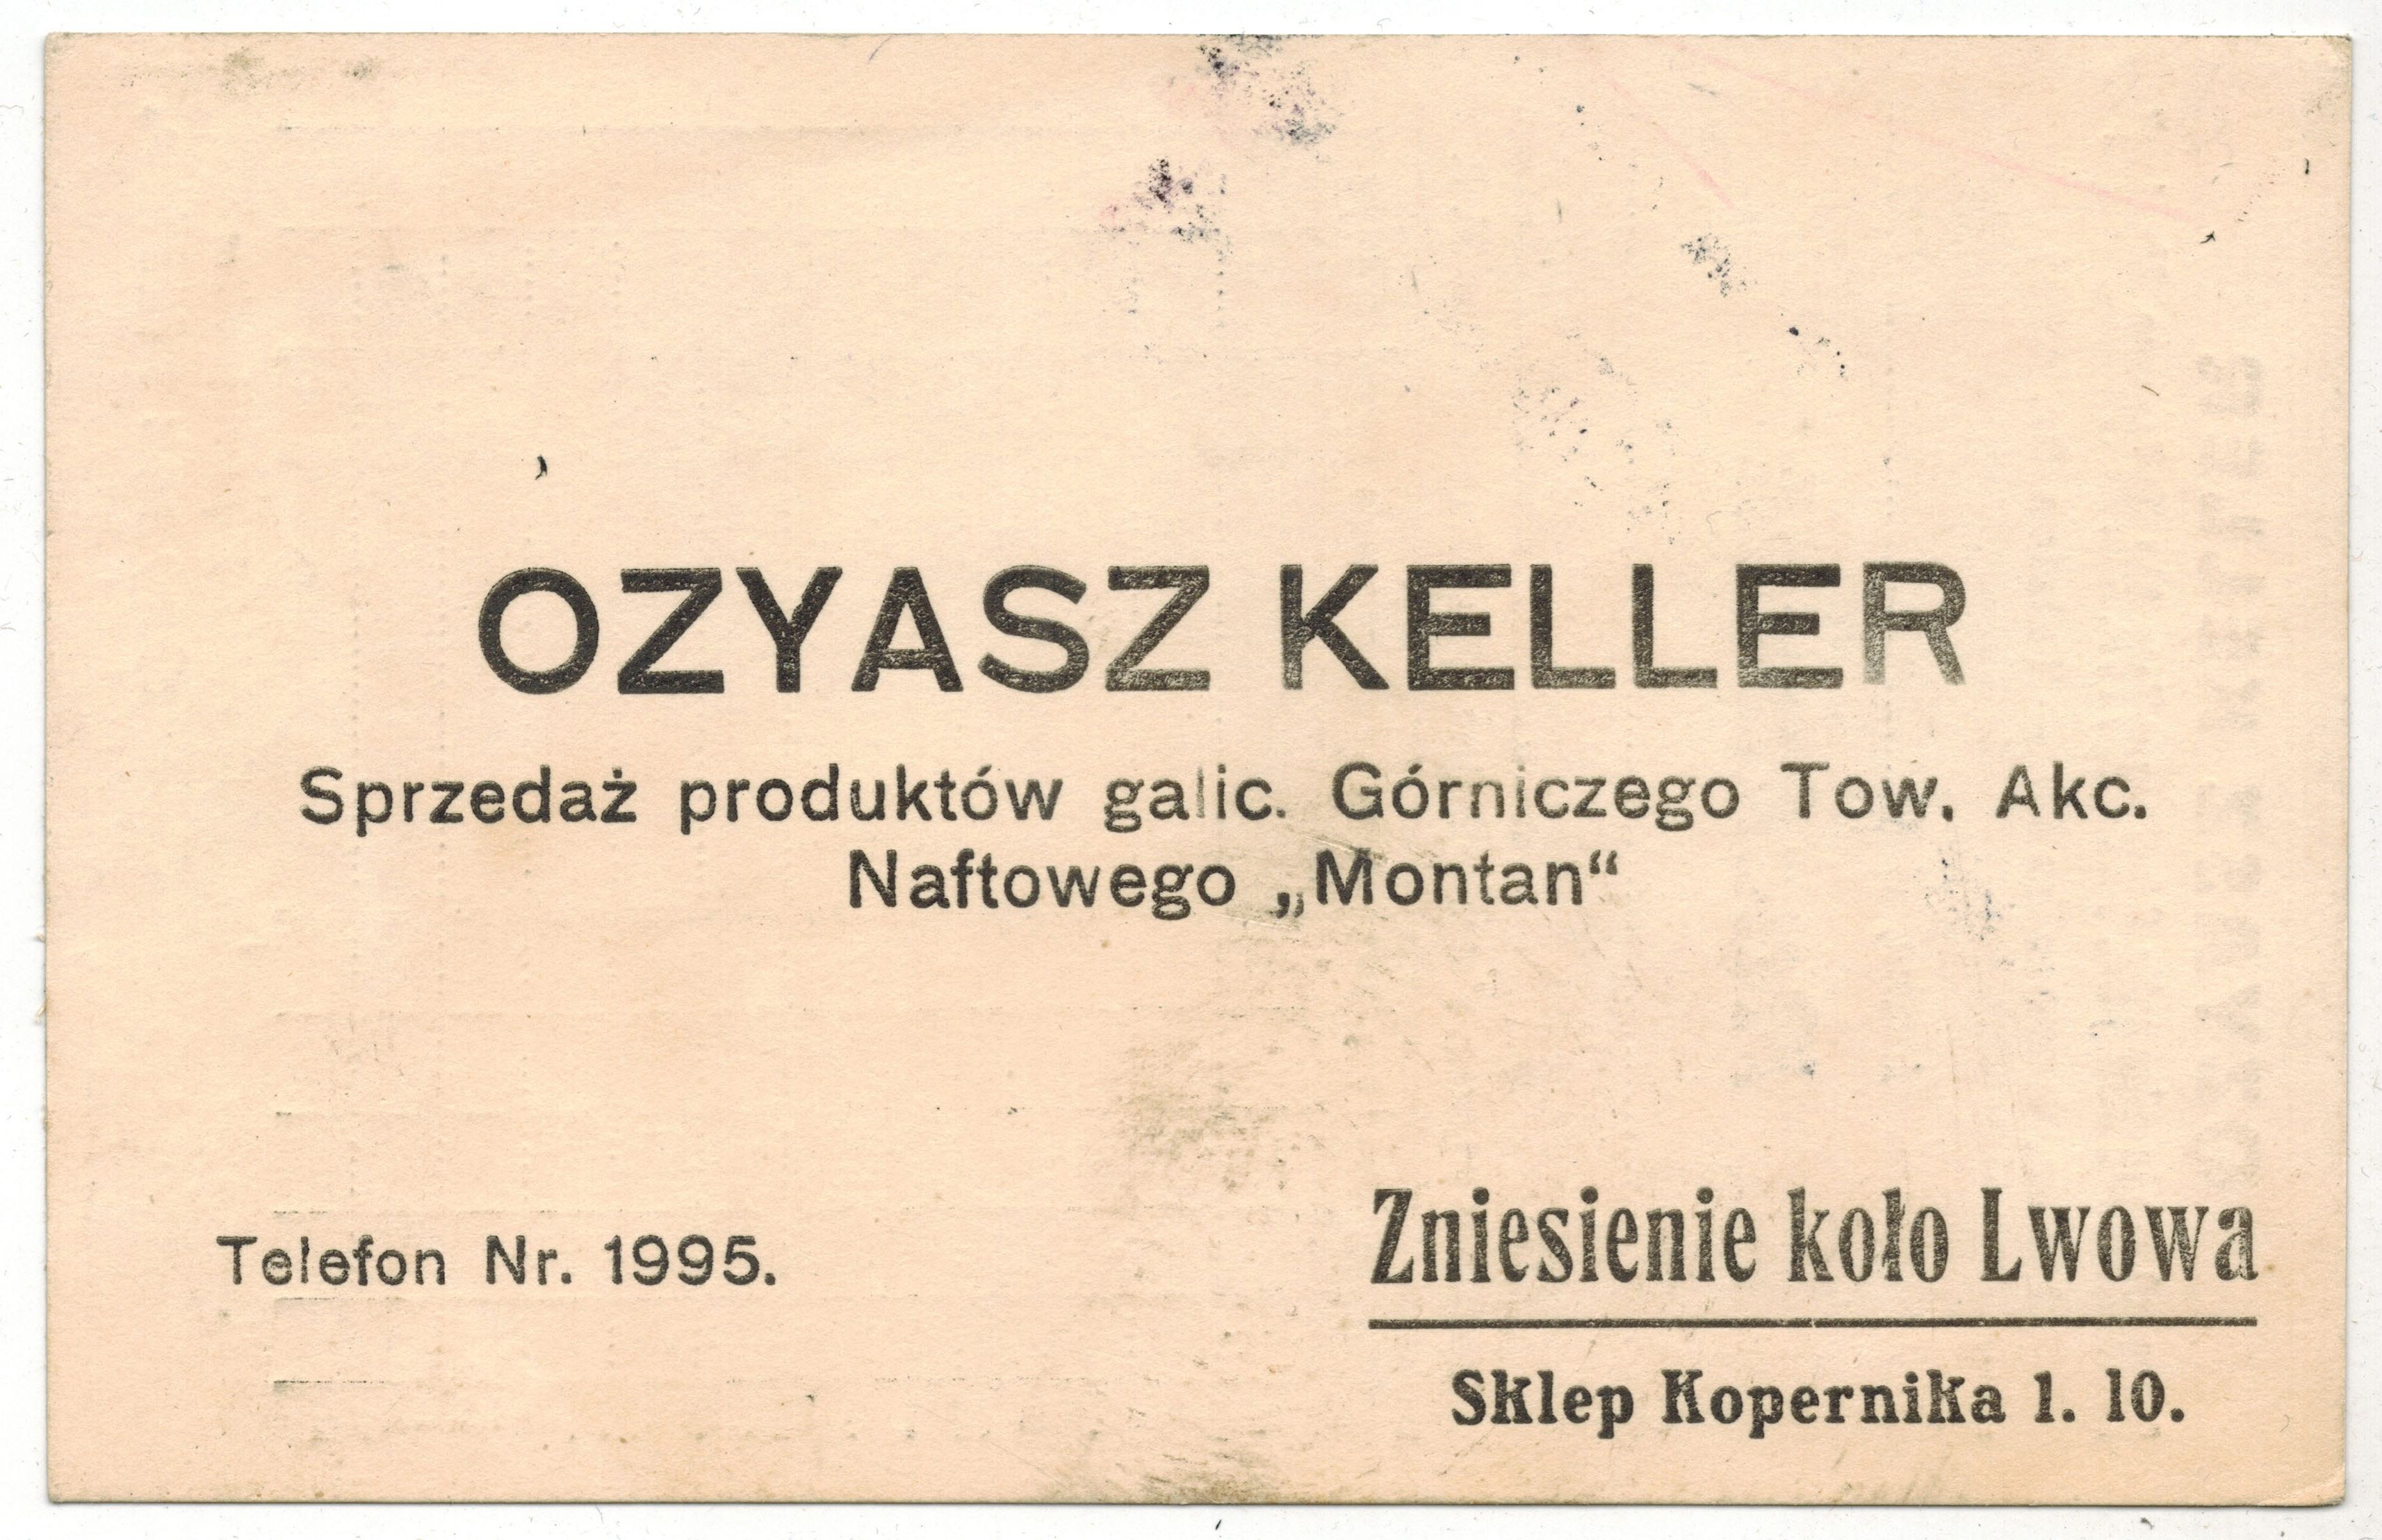 OZYASZ KELLER
Sprzedaż produktów galic. Górniczego Tow. Akc.
Naftowego „Montan“
Telefon Nr. 1995.
Zniesienie koło Lwowa
Sklep Kopernika l. 10.